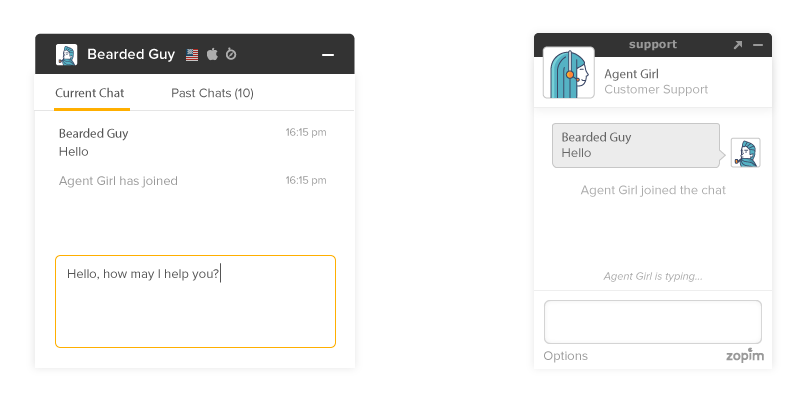 Bearded Guy
Current Chat Past Chats (10)
Bearded Guy 16:15 pm
Hello
Agent Girl has joined 16:15 pm
Hello, how may I help you?
support
Agent Girl
Customer Support
Bearded Guy
Hello
Agent Girl joined the chat
Agent Girl is typing...
Options zopim